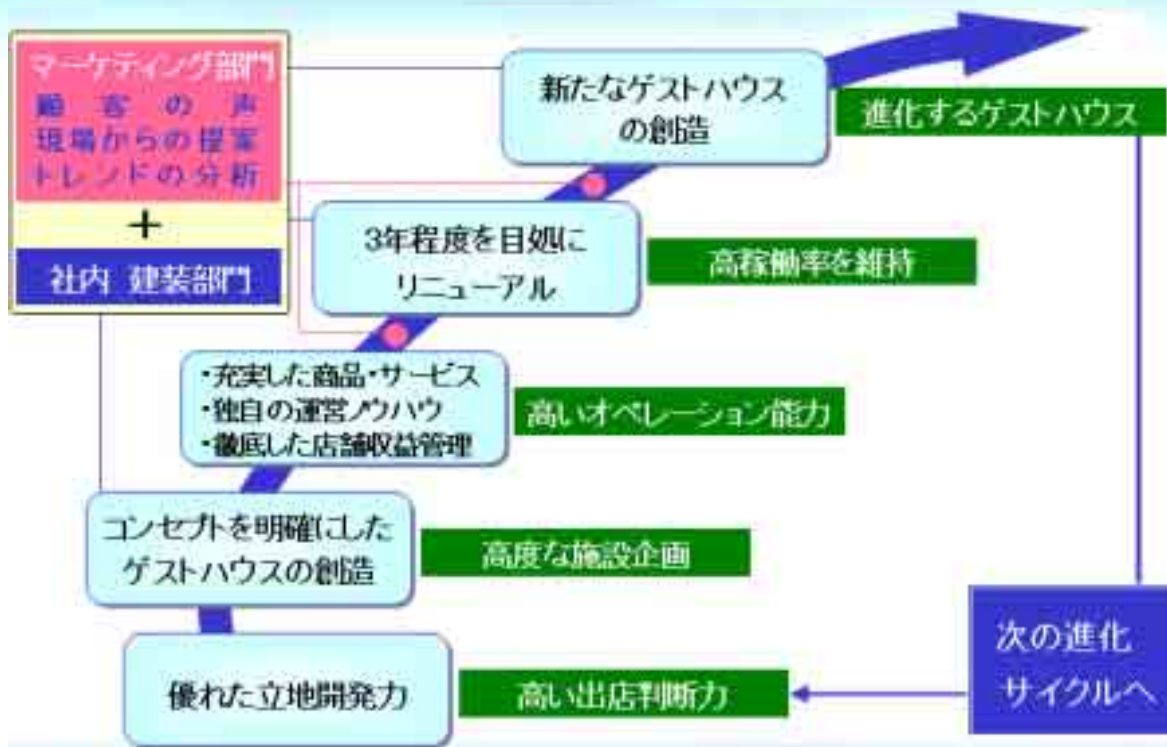 マーケティング部門
顧客の声
現場からの提案
トレンドの分析
+
社内 建装部門
新たなゲストハウス
の創造
進化するゲストハウス
3年程度を目処に
リニューアル
高稼働率を維持
・充実した商品・サービス
・独自の運営ノウハウ
・徹底した店舗収益管理
高いオペレーション能力
コンセプトを明確にした
ゲストハウスの創造
高度な施設企画
優れた立地開発力
高い出店判断力
次の進化
サイクルへ